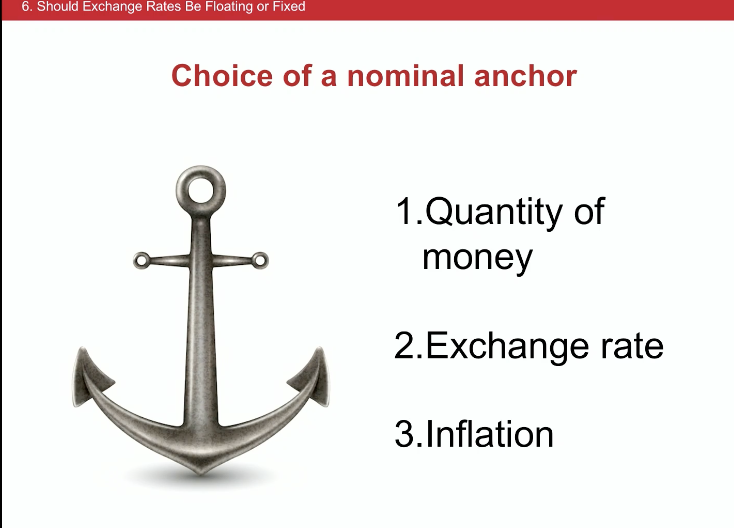 6. Should Exchange Rates Be Floating or Fixed
Choice of a nominal anchor
1.Quantity of
money
2.Exchange rate
3.Inflation